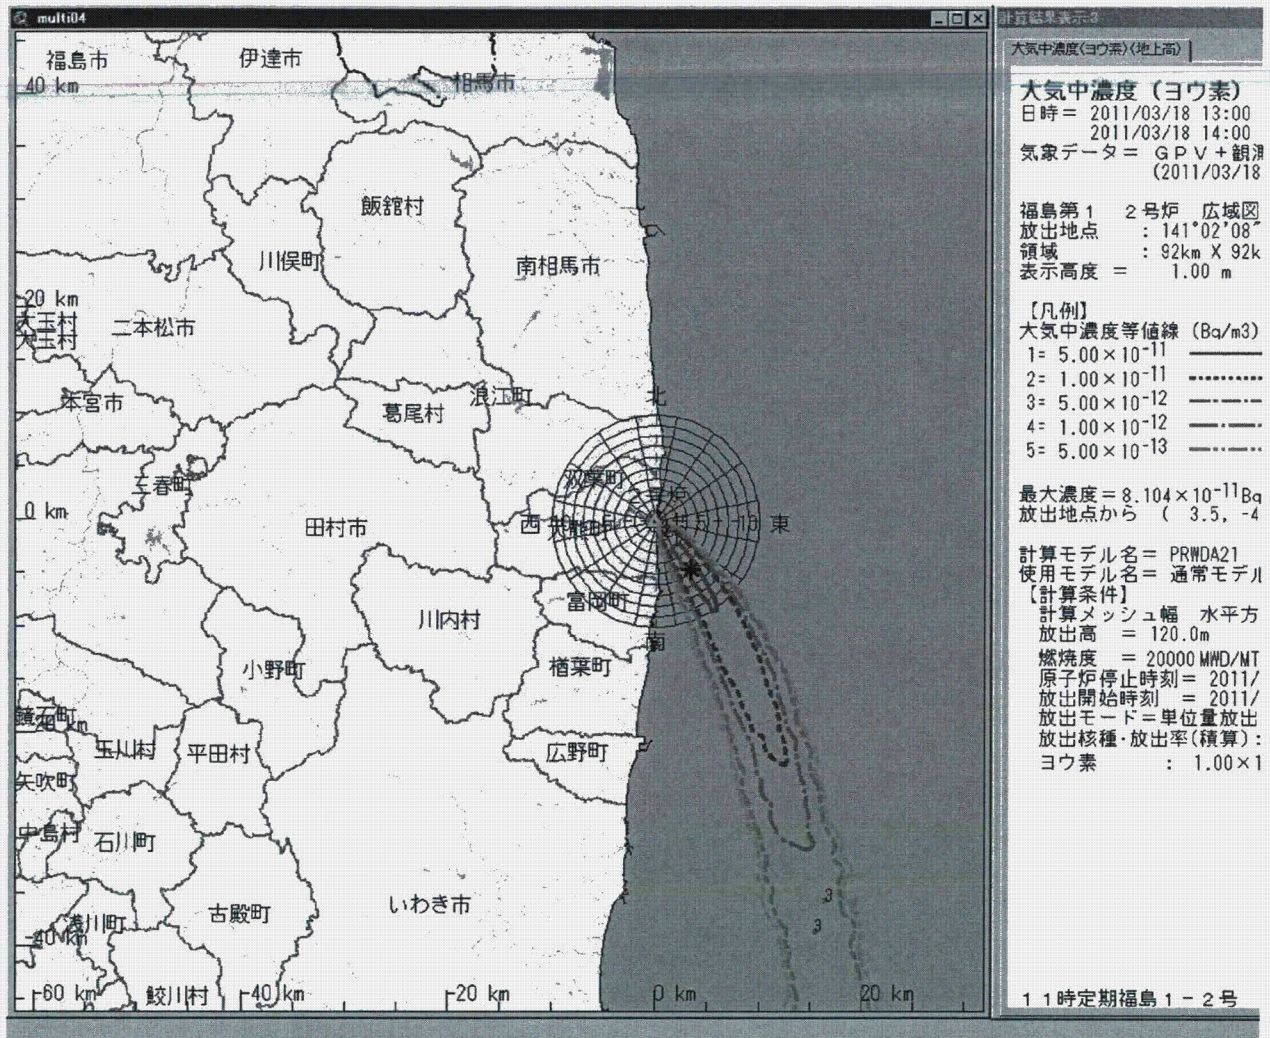 multi04
福島市
伊達市
相馬市
40 km
飯舘村
川俣町
南相馬市
20 km
大玉村
大玉村
二本松市
本宮市
浪江町
葛尾村
北
双葉町
三春町
0 km
田村市
西
東
富岡町
川内村
南
小野町
楢葉町
鏡石町
玉川村
平田村
広野町
矢吹町
中島村
石川町
いわき市
古殿町
浅川町
-40 km
3
3
-60 km
鮫川村
-40 km
-20 km
0 km
20 km
計算結果表示3
大気中濃度(ヨウ素)(地上高)
大気中濃度(ヨウ素)
日時= 2011/03/18 13:00
2011/03/18 14:00
気象データ= GPV+観測
(2011/03/18
福島第1 2号炉 広域図
放出地点 : 141°02'08"
領域 : 92km X 92k
表示高度 = 1.00 m
【凡例】
大気中濃度等値線 (Bq/m3)
1= 5.00×10⁻¹¹
2= 1.00×10⁻¹¹
3= 5.00×10⁻¹²
4= 1.00×10⁻¹²
5= 5.00×10⁻¹³
最大濃度=8.104×10⁻¹¹Bq
放出地点から ( 3.5, -4
計算モデル名= PRWDA21
使用モデル名= 通常モデル
【計算条件】
計算メッシュ幅 水平方
放出高 = 120.0m
燃焼度 = 20000MWD/MT
原子炉停止時刻= 2011/
放出開始時刻 = 2011/
放出モード=単位量放出
放出核種・放出率(積算):
ヨウ素 : 1.00×1
11時定期福島1-2号